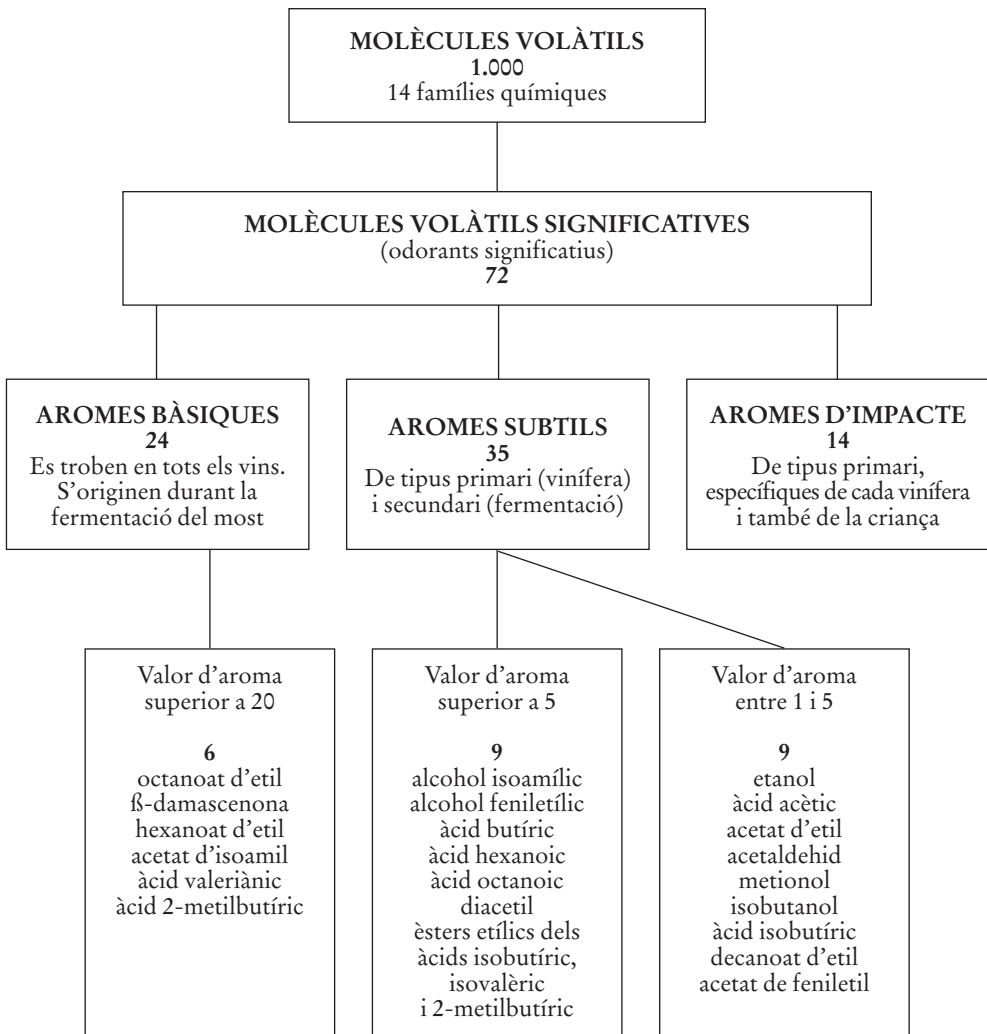 MOLÈCULES VOLÀTILS
1.000
14 famílies químiques
MOLÈCULES VOLÀTILS SIGNIFICATIVES
(odorants significatius)
72
AROMES BÀSIQUES
24
Es troben en tots els vins.
S’originen durant la
fermentació del most
AROMES SUBTILS
35
De tipus primari (vinífera)
i secundari (fermentació)
AROMES D’IMPACTE
14
De tipus primari,
específiques de cada vinífera
i també de la criança
Valor d’aroma
superior a 20
6
octanoat d’etil
ß-damascenona
hexanoat d’etil
acetat d’isoamil
àcid valeriànic
àcid 2-metilbutíric
Valor d’aroma
superior a 5
9
alcohol isoamílic
alcohol feniletílic
àcid butíric
àcid hexanoic
àcid octanoic
diacetil
èsters etílics dels
àcids isobutíric,
isovalèric
i 2-metilbutíric
Valor d’aroma
entre 1 i 5
9
etanol
àcid acètic
acetat d’etil
acetaldehid
metionol
isobutanol
àcid isobutíric
decanoat d’etil
acetat de feniletil